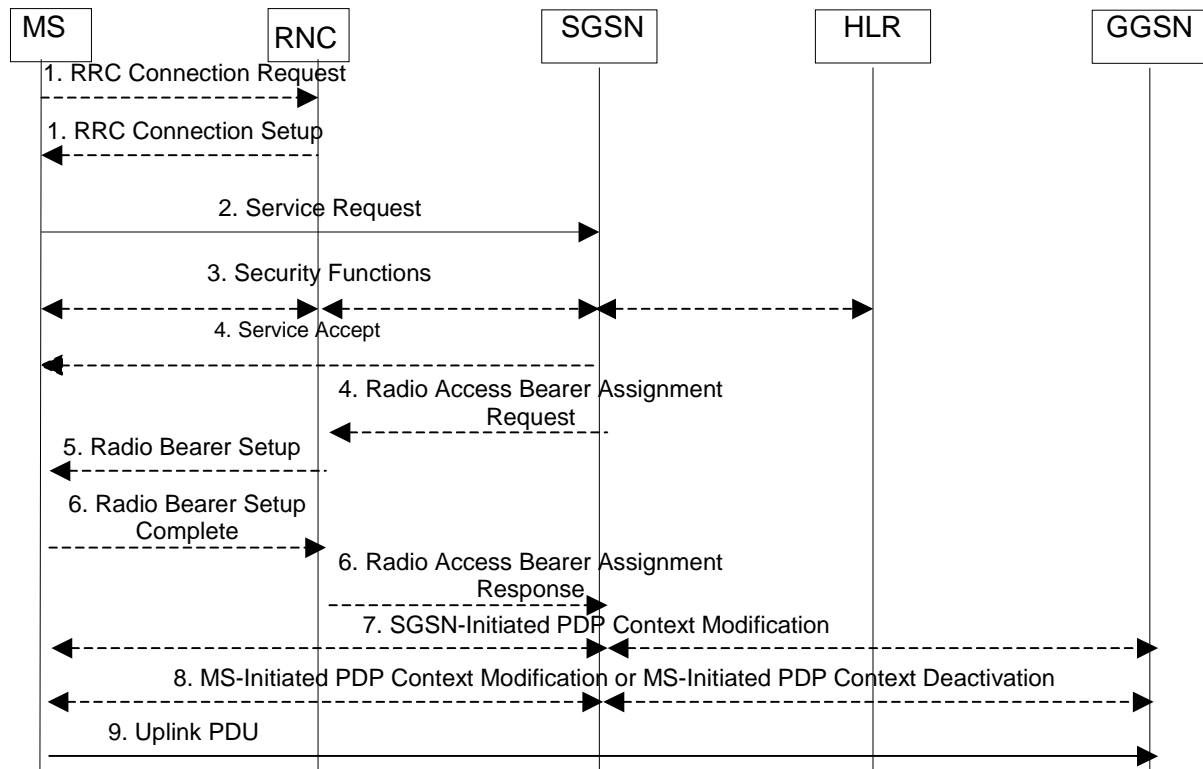 MS
RNC
SGSN
HLR
GGSN
1. RRC Connection Request
1. RRC Connection Setup
2. Service Request
3. Security Functions
4. Service Accept
4. Radio Access Bearer Assignment
Request
5. Radio Bearer Setup
6. Radio Bearer Setup
Complete
6. Radio Access Bearer Assignment
Response
7. SGSN-Initiated PDP Context Modification
8. MS-Initiated PDP Context Modification or MS-Initiated PDP Context Deactivation
9. Uplink PDU